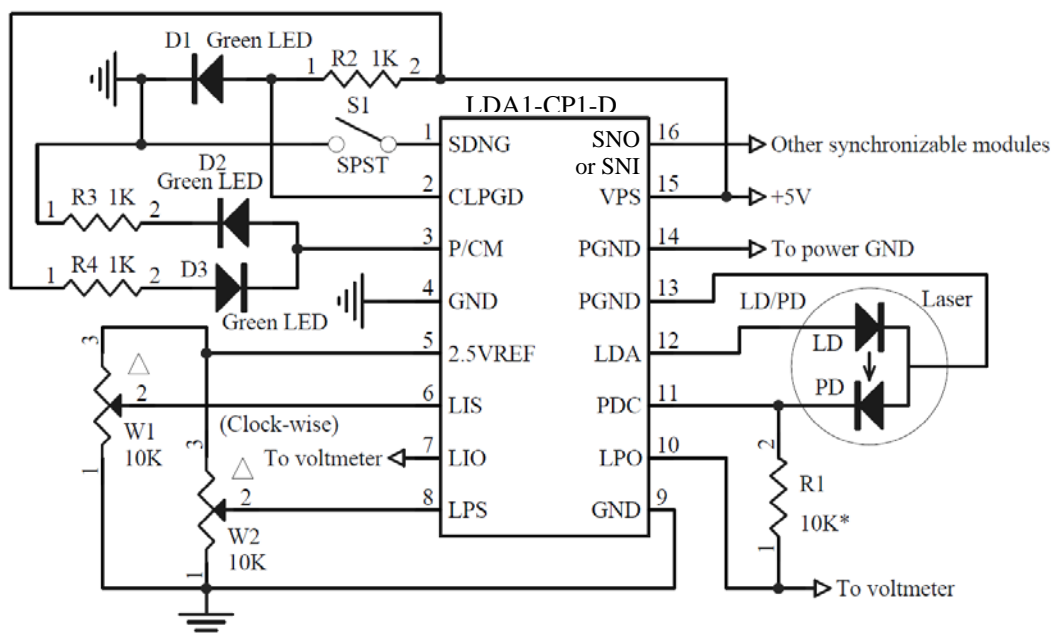 D1 Green LED
1 R2 1K 2
S1
SPST
LDA1-CP1-D
D2
Green LED
1 R3 1K 2
1 R4 1K 2
D3
Green LED
1 SDNG
2 CLPGD
3 P/CM
4 GND
5 2.5VREF
6 LIS
7 LIO
8 LPS
SNO 16
or SNI
VPS 15
PGND 14
PGND 13
LDA 12
PDC 11
LPO 10
GND 9
Other synchronizable modules
+5V
To power GND
LD/PD
Laser
LD
PD
3
△
2
W1
10K
1
(Clock-wise)
3
To voltmeter
△
2
W2
10K
1
2
R1
10K*
1
To voltmeter